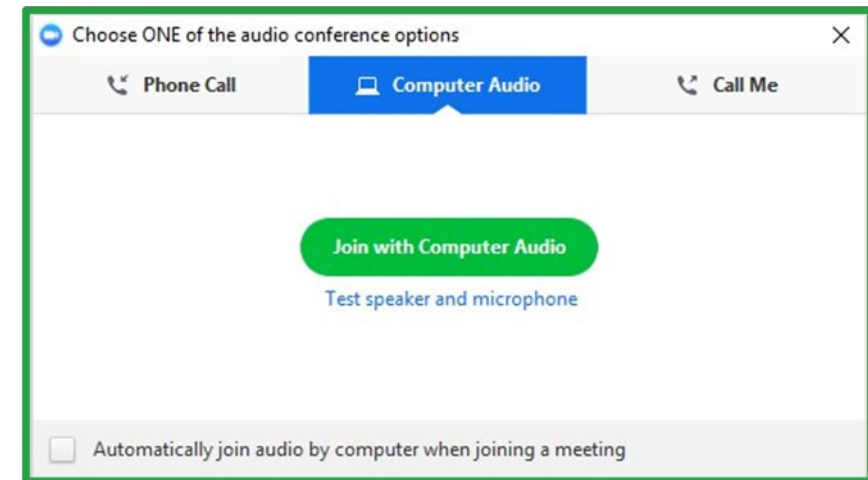 Choose ONE of the audio conference options
Phone Call
Computer Audio
Call Me
Join with Computer Audio
Test speaker and microphone
Automatically join audio by computer when joining a meeting